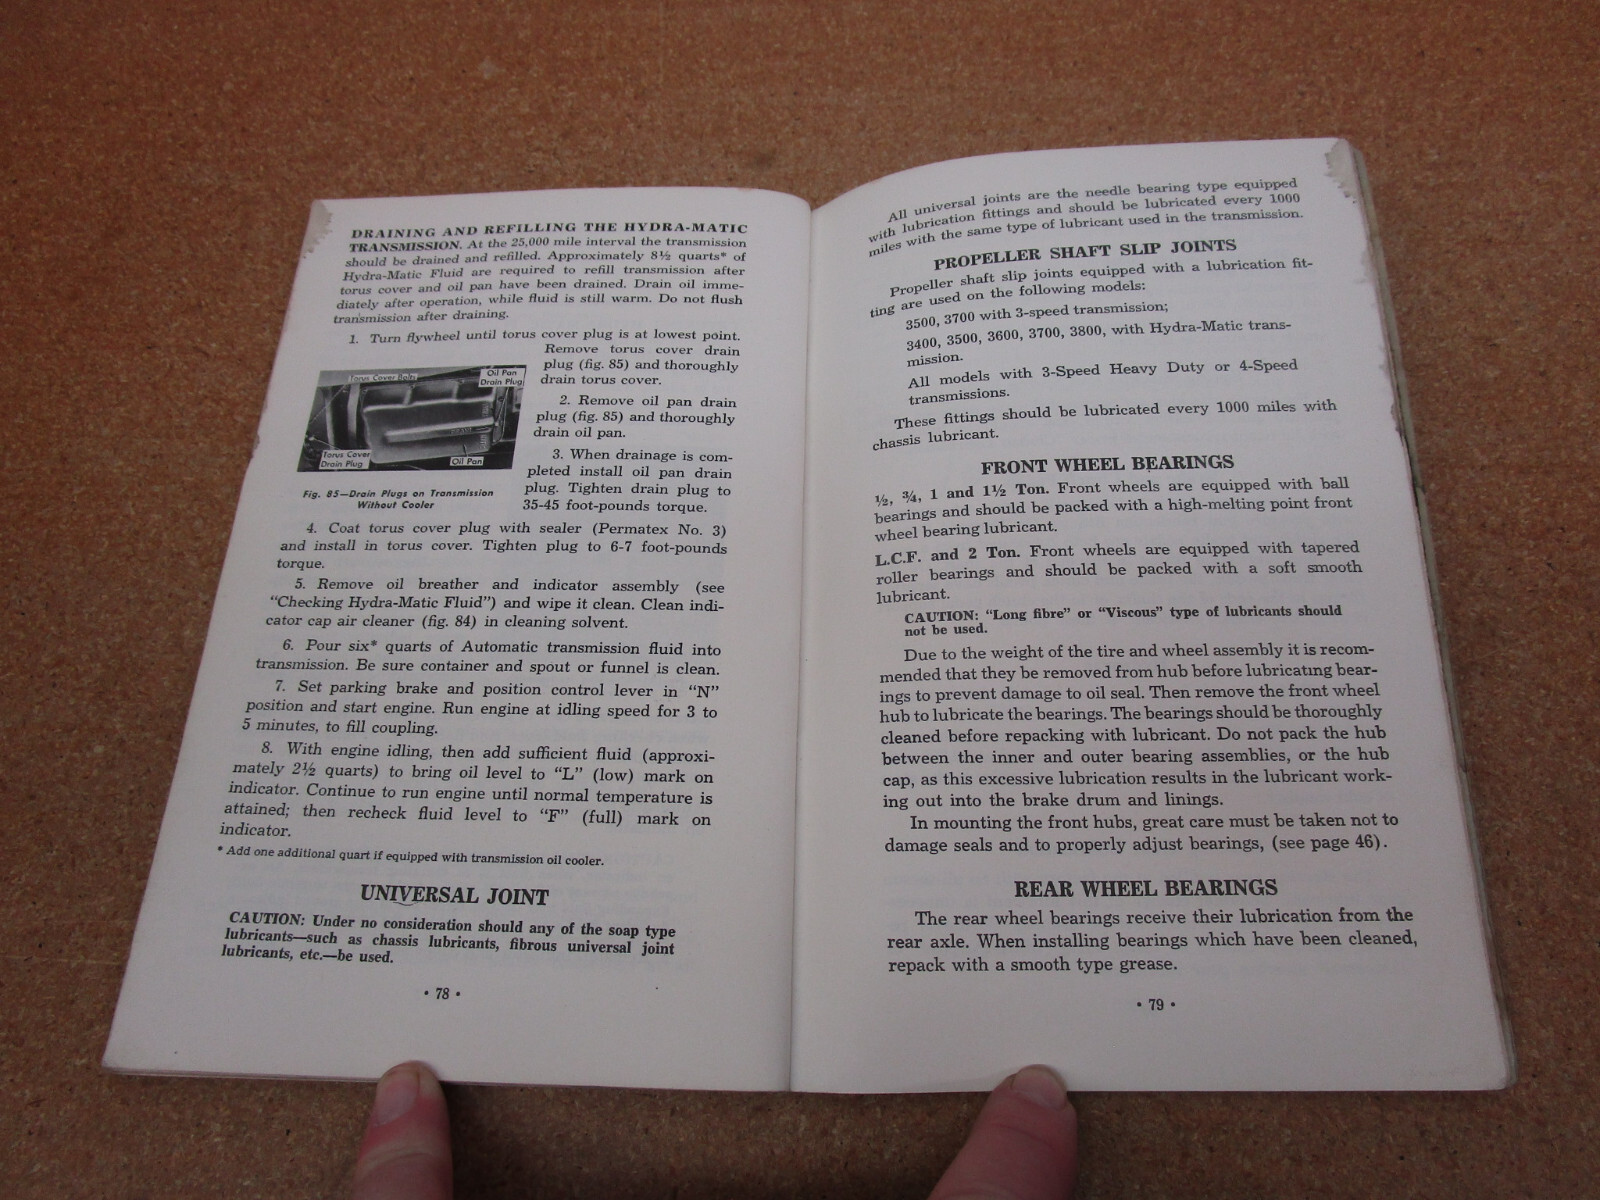 DRAINING AND REFILLING THE HYDRA-MATIC
TRANSMISSION. At the 25,000 mile interval the transmission
should be drained and refilled. Approximately 8½ quarts* of
Hydra-Matic Fluid are required to refill transmission after
torus cover and oil pan have been drained. Drain oil imme-
diately after operation, while fluid is still warm. Do not flush
transmission after draining.
1. Turn flywheel until torus cover plug is at lowest point.
Remove torus cover drain
plug (fig. 85) and thoroughly
drain torus cover.
2. Remove oil pan drain
plug (fig. 85) and thoroughly
drain oil pan.
3. When drainage is com-
pleted install oil pan drain
plug. Tighten drain plug to
35-45 foot-pounds torque.
Torus Cover Bolts
Oil Pan
Drain Plug
Torus Cover
Drain Plug
Oil Pan
Fig. 85—Drain Plugs on Transmission
Without Cooler
4. Coat torus cover plug with sealer (Permatex No. 3)
and install in torus cover. Tighten plug to 6-7 foot-pounds
torque.
5. Remove oil breather and indicator assembly (see
“Checking Hydra-Matic Fluid”) and wipe it clean. Clean indi-
cator cap air cleaner (fig. 84) in cleaning solvent.
6. Pour six* quarts of Automatic transmission fluid into
transmission. Be sure container and spout or funnel is clean.
7. Set parking brake and position control lever in “N”
position and start engine. Run engine at idling speed for 3 to
5 minutes, to fill coupling.
8. With engine idling, then add sufficient fluid (approxi-
mately 2½ quarts) to bring oil level to “L” (low) mark on
indicator. Continue to run engine until normal temperature is
attained; then recheck fluid level to “F” (full) mark on
indicator.
* Add one additional quart if equipped with transmission oil cooler.
UNIVERSAL JOINT
CAUTION: Under no consideration should any of the soap type
lubricants—such as chassis lubricants, fibrous universal joint
lubricants, etc.—be used.
• 78 •
All universal joints are the needle bearing type equipped
with lubrication fittings and should be lubricated every 1000
miles with the same type of lubricant used in the transmission.
PROPELLER SHAFT SLIP JOINTS
Propeller shaft slip joints equipped with a lubrication fit-
ting are used on the following models:
3500, 3700 with 3-speed transmission;
3400, 3500, 3600, 3700, 3800, with Hydra-Matic trans-
mission.
All models with 3-Speed Heavy Duty or 4-Speed
transmissions.
These fittings should be lubricated every 1000 miles with
chassis lubricant.
FRONT WHEEL BEARINGS
½, ¾, 1 and 1½ Ton. Front wheels are equipped with ball
bearings and should be packed with a high-melting point front
wheel bearing lubricant.
L.C.F. and 2 Ton. Front wheels are equipped with tapered
roller bearings and should be packed with a soft smooth
lubricant.
CAUTION: “Long fibre” or “Viscous” type of lubricants should
not be used.
Due to the weight of the tire and wheel assembly it is recom-
mended that they be removed from hub before lubricating bear-
ings to prevent damage to oil seal. Then remove the front wheel
hub to lubricate the bearings. The bearings should be thoroughly
cleaned before repacking with lubricant. Do not pack the hub
between the inner and outer bearing assemblies, or the hub
cap, as this excessive lubrication results in the lubricant work-
ing out into the brake drum and linings.
In mounting the front hubs, great care must be taken not to
damage seals and to properly adjust bearings, (see page 46).
REAR WHEEL BEARINGS
The rear wheel bearings receive their lubrication from the
rear axle. When installing bearings which have been cleaned,
repack with a smooth type grease.
• 79 •